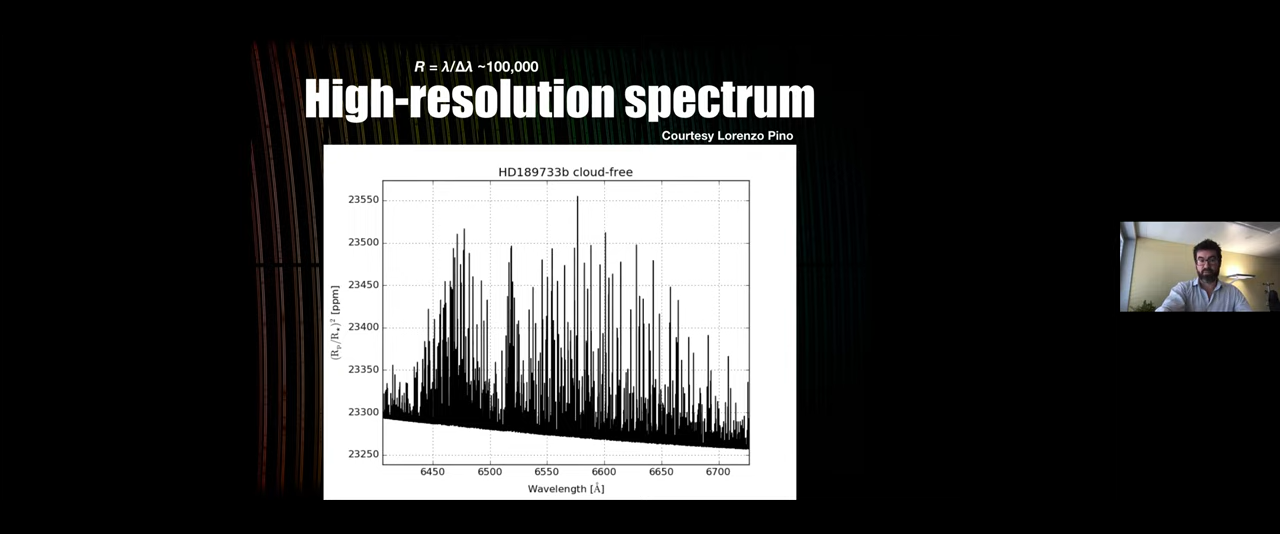 R = λ/Δλ ~100,000
High-resolution spectrum
Courtesy Lorenzo Pino
HD189733b cloud-free
23550
23500
23450
23400
23350
23300
23250
(Rₚ/R⋆)² [ppm]
6450 6500 6550 6600 6650 6700
Wavelength [Å]